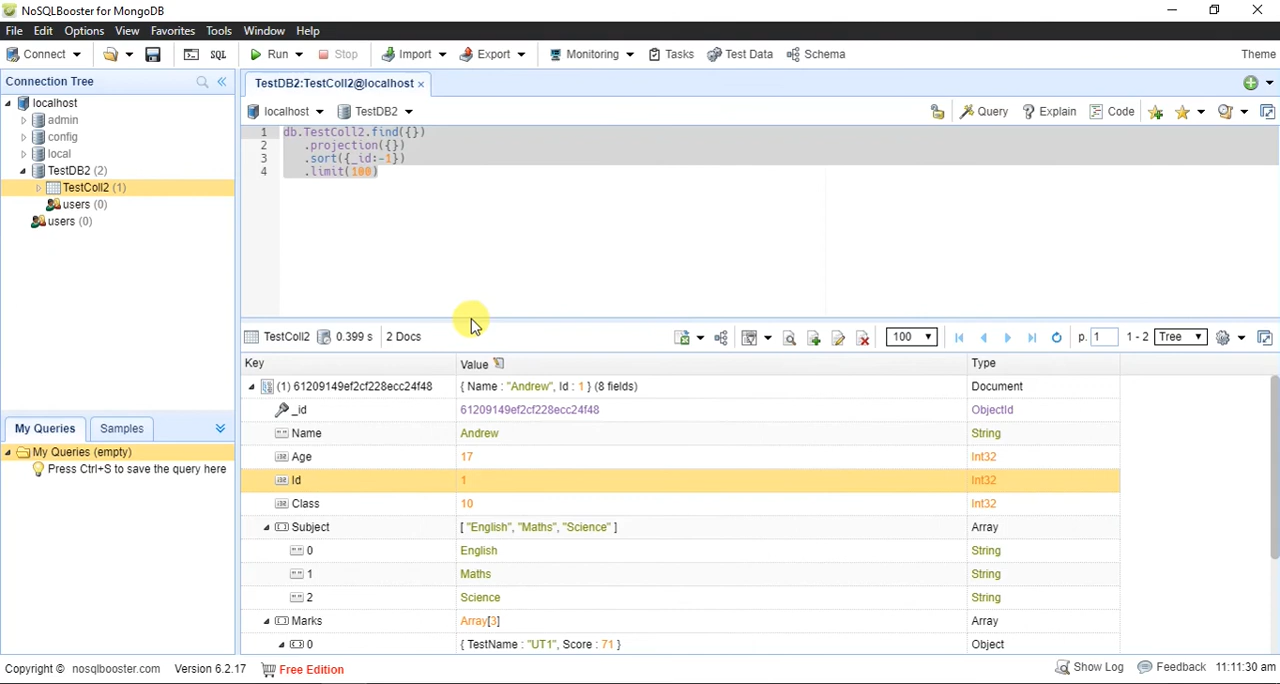 NoSQLBooster for MongoDB
File Edit Options View Favorites Tools Window Help
Connect SQL Run Stop Import Export Monitoring Tasks Test Data Schema Theme
Connection Tree
localhost
admin
config
local
TestDB2 (2)
TestColl2 (1)
users (0)
users (0)
My Queries Samples
My Queries (empty)
Press Ctrl+S to save the query here
TestDB2:TestColl2@localhost ×
localhost TestDB2 Query Explain Code
1 db.TestColl2.find({})
2 .projection({})
3 .sort({_id:-1})
4 .limit(100)
TestColl2 0.399 s 2 Docs 100 p. 1 1 - 2 Tree
Key Value Type
(1) 61209149ef2cf228ecc24f48 { Name : "Andrew", Id : 1 } (8 fields) Document
_id 61209149ef2cf228ecc24f48 ObjectId
Name Andrew String
Age 17 Int32
Id 1 Int32
Class 10 Int32
Subject [ "English", "Maths", "Science" ] Array
0 English String
1 Maths String
2 Science String
Marks Array[3] Array
0 { TestName : "UT1", Score : 71 } Object
Copyright © nosqlbooster.com Version 6.2.17 Free Edition Show Log Feedback 11:11:30 am